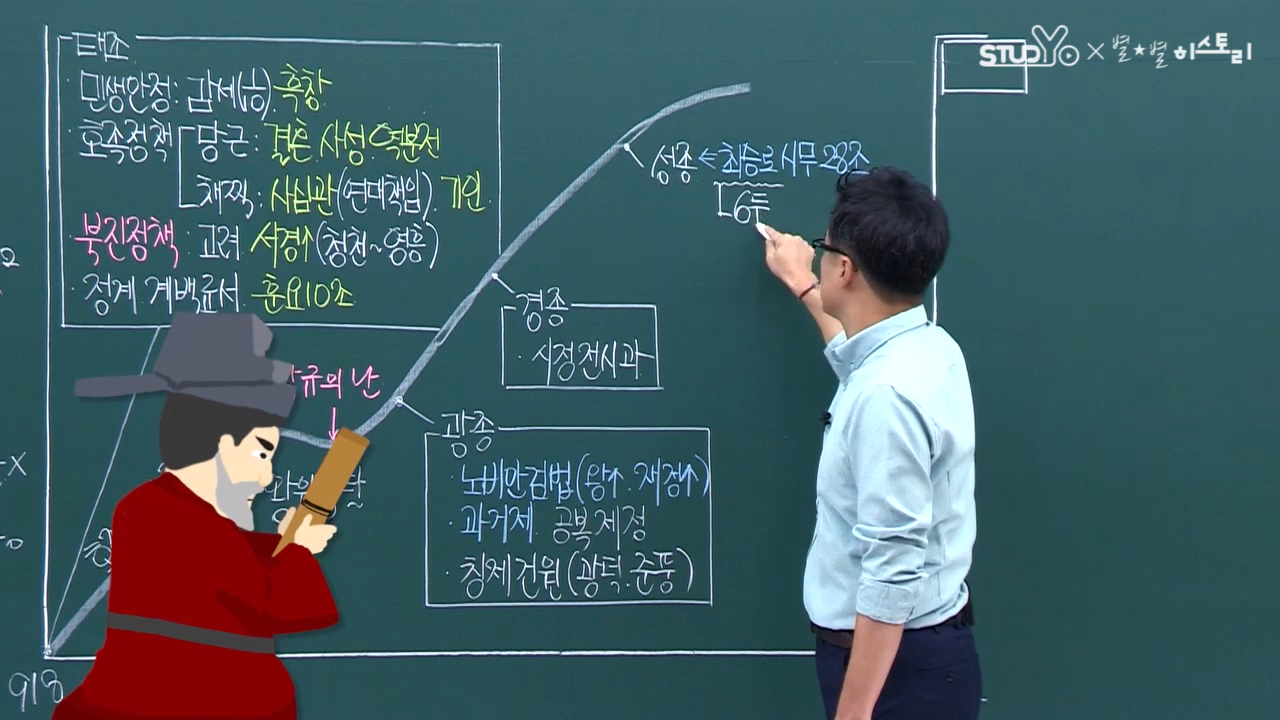 STUDYo × 별★별 히스토리
태조
· 민생안정: 감세(1/10). 흑창
· 호족정책 당근: 결혼. 사성. 역분전
채찍: 사심관(연대책임). 기인
· 북진정책: 고려 서경↑(청천~영흥)
· 정계 계백료서. 훈요10조
성종 ← 최승로 시무 28조
6두
경종
· 시정전시과
규의 난
광종
· 노비안검법(왕↑. 재정↑)
· 과거제. 공복제정
· 칭제건원(광덕.준풍)
918